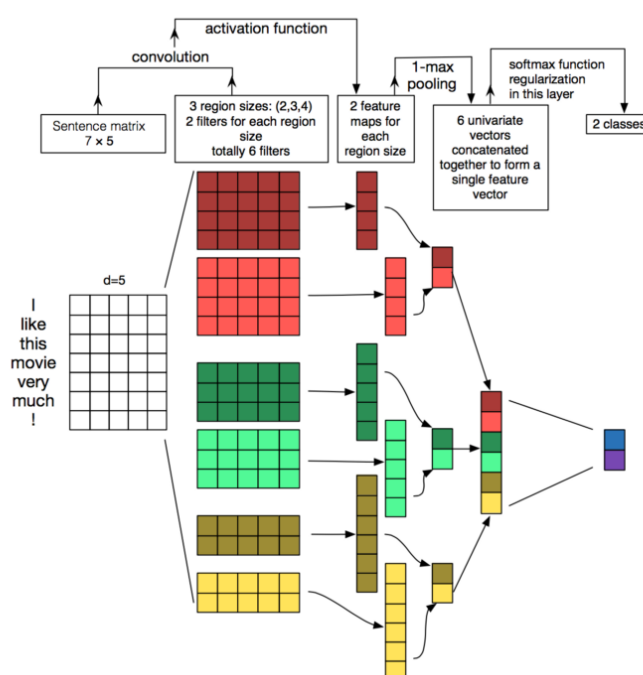 activation function
convolution
1-max
pooling
softmax function
regularization
in this layer
Sentence matrix
7 × 5
3 region sizes: (2,3,4)
2 filters for each region
size
totally 6 filters
2 feature
maps for
each
region size
6 univariate
vectors
concatenated
together to form a
single feature
vector
2 classes
d=5
I
like
this
movie
very
much
!